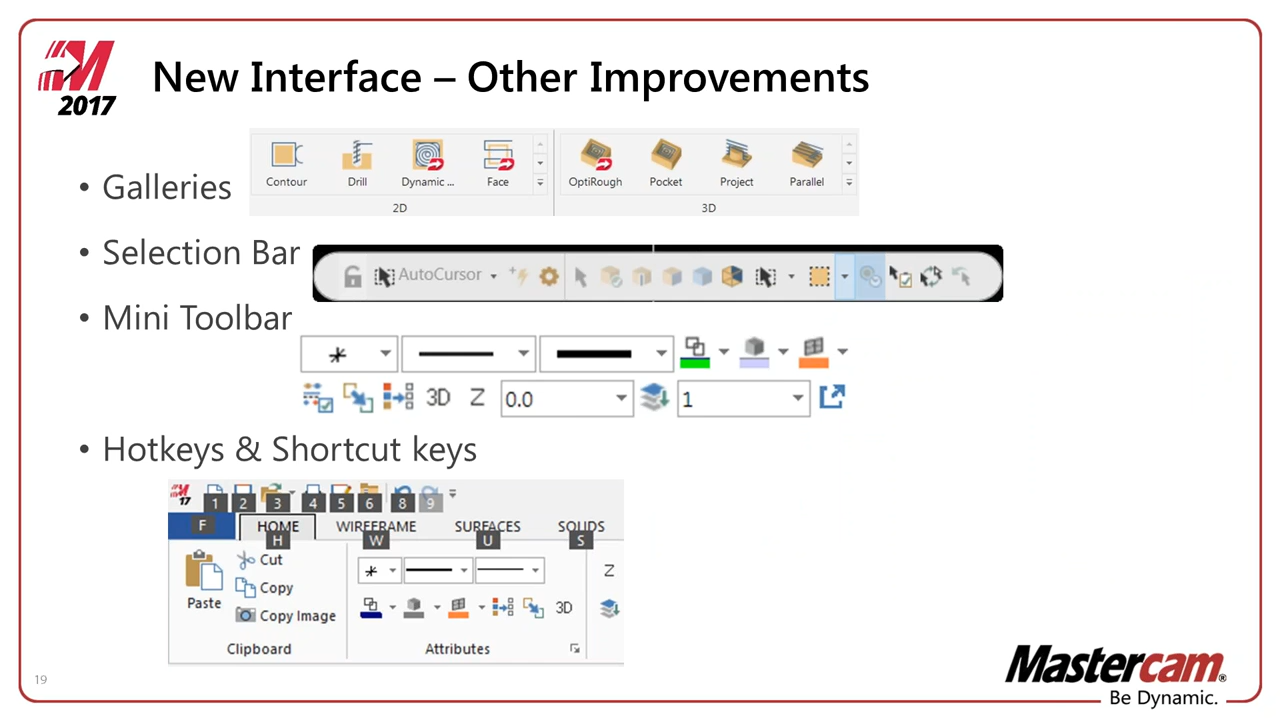 2017
New Interface – Other Improvements
• Galleries
Contour Drill Dynamic ... Face
2D
OptiRough Pocket Project Parallel
3D
• Selection Bar
AutoCursor
• Mini Toolbar
3D Z 0.0 1
• Hotkeys & Shortcut keys
17
1 2 3 4 5 6 8 9
F HOME WIREFRAME SURFACES SOLIDS
H W U S
Paste
Cut
Copy
Copy Image
Clipboard
Z
3D
Attributes
19
Mastercam®
Be Dynamic.